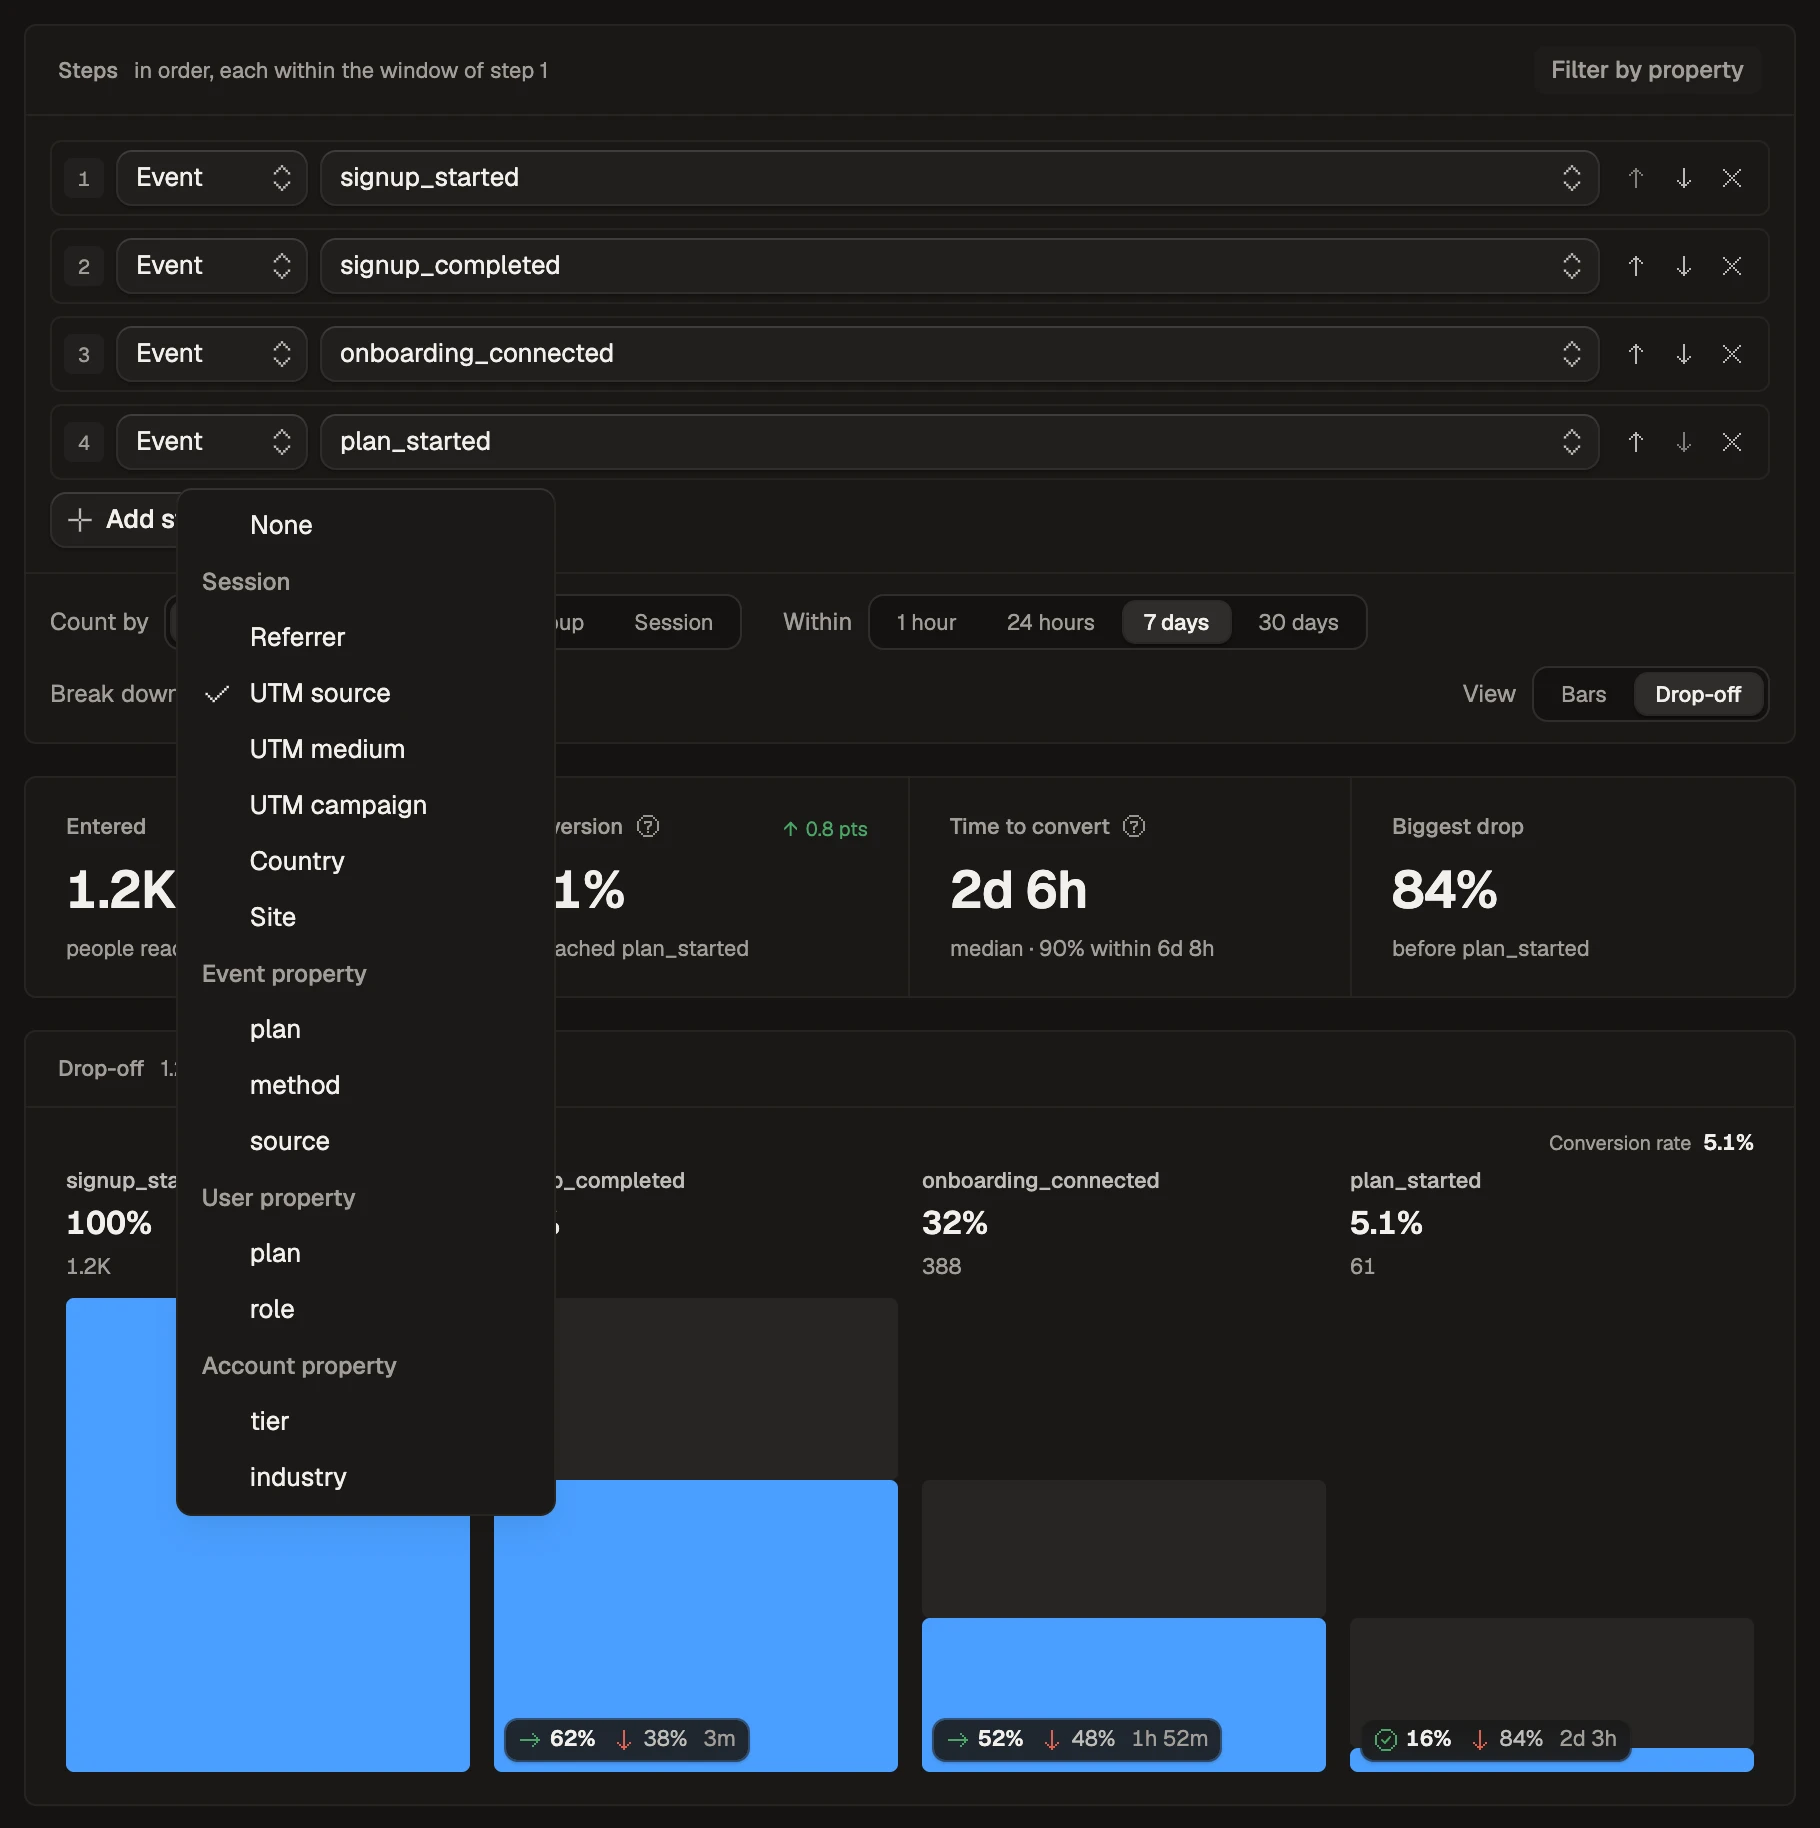 Steps in order, each within the window of step 1 Filter by property
1 Event signup_started
2 Event signup_completed
3 Event onboarding_connected
4 Event plan_started
Add
None
Session
Referrer
UTM source
UTM medium
UTM campaign
Country
Site
Event property
plan
method
source
User property
plan
role
Account property
tier
industry
Count by Session Within 1 hour 24 hours 7 days 30 days
Break down View Bars Drop-off
Entered
1.2K
people
↑ 0.8 pts
1%
plan_started
Time to convert ?
2d 6h
median · 90% within 6d 8h
Biggest drop
84%
before plan_started
Drop-off
Conversion rate 5.1%
100%
1.2K
_completed
onboarding_connected
32%
388
plan_started
5.1%
61
→ 62% ↓ 38% 3m
→ 52% ↓ 48% 1h 52m
16% ↓ 84% 2d 3h